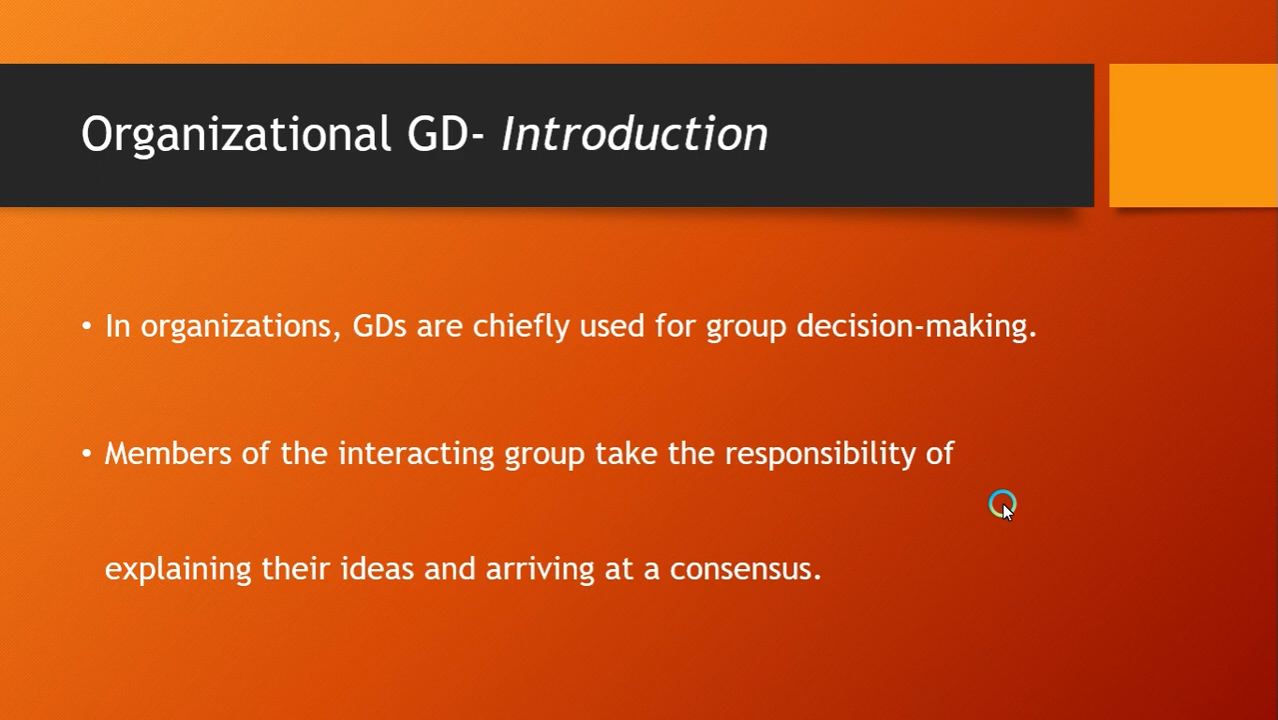 Organizational GD- Introduction
• In organizations, GDs are chiefly used for group decision-making.
• Members of the interacting group take the responsibility of
explaining their ideas and arriving at a consensus.